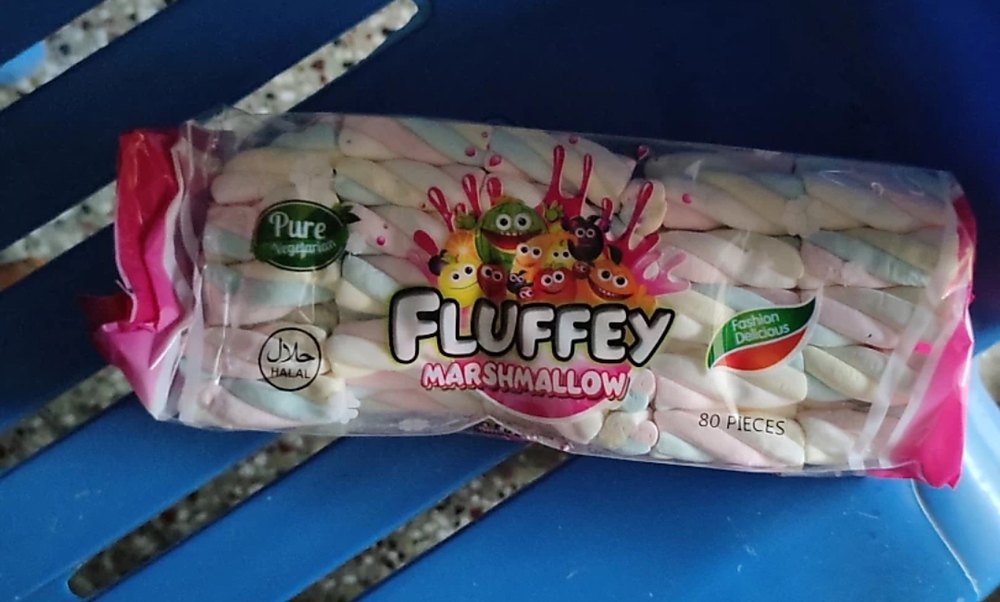 Pure
Vegetarian
FLUFFEY
MARSHMALLOW
Fashion
Delicious
حلال
HALAL
80 PIECES